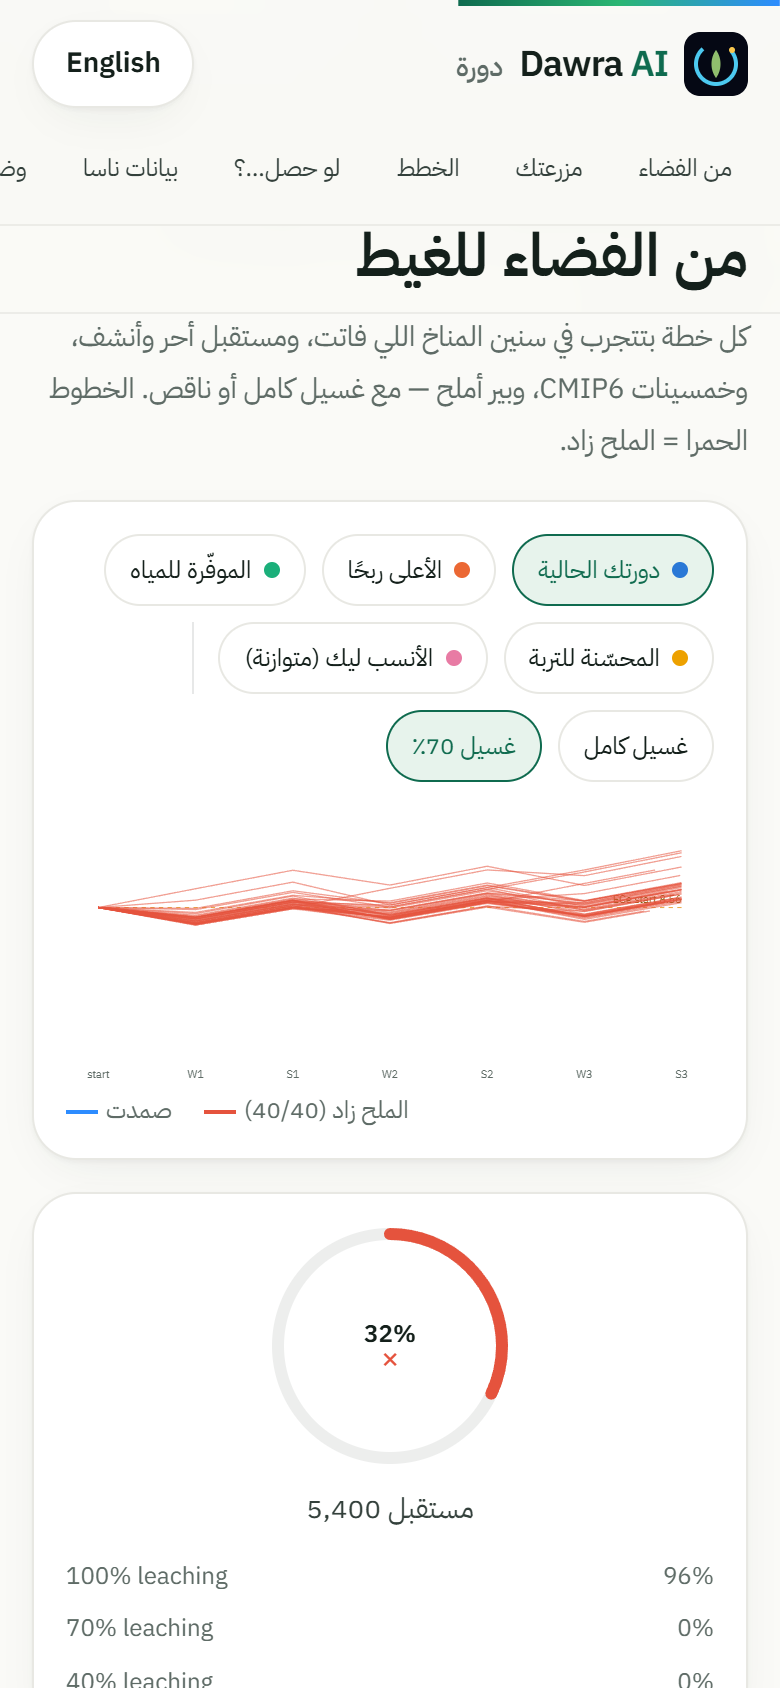 Dawra AI دورة
English
من الفضاء مزرعتك الخطط لو حصل...؟ بيانات ناسا وض
من الفضاء للغيط
كل خطة بتتجرب في سنين المناخ اللي فاتت، ومستقبل أحر وأنشف،
وخمسينات CMIP6، وبير أملح — مع غسيل كامل أو ناقص. الخطوط
الحمرا = الملح زاد.
دورتك الحالية الأعلى ربحًا الموفّرة للمياه
المحسّنة للتربة الأنسب ليك (متوازنة)
غسيل كامل غسيل 70٪
start W1 S1 W2 S2 W3 S3
الملح زاد (40/40) صمدت
32%
×
5,400 مستقبل
100% leaching 96%
70% leaching 0%
40% leaching 0%